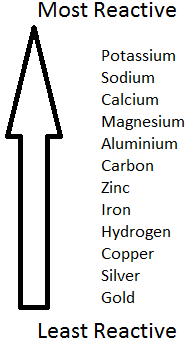 Most Reactive
Potassium
Sodium
Calcium
Magnesium
Aluminium
Carbon
Zinc
Iron
Hydrogen
Copper
Silver
Gold
Least Reactive